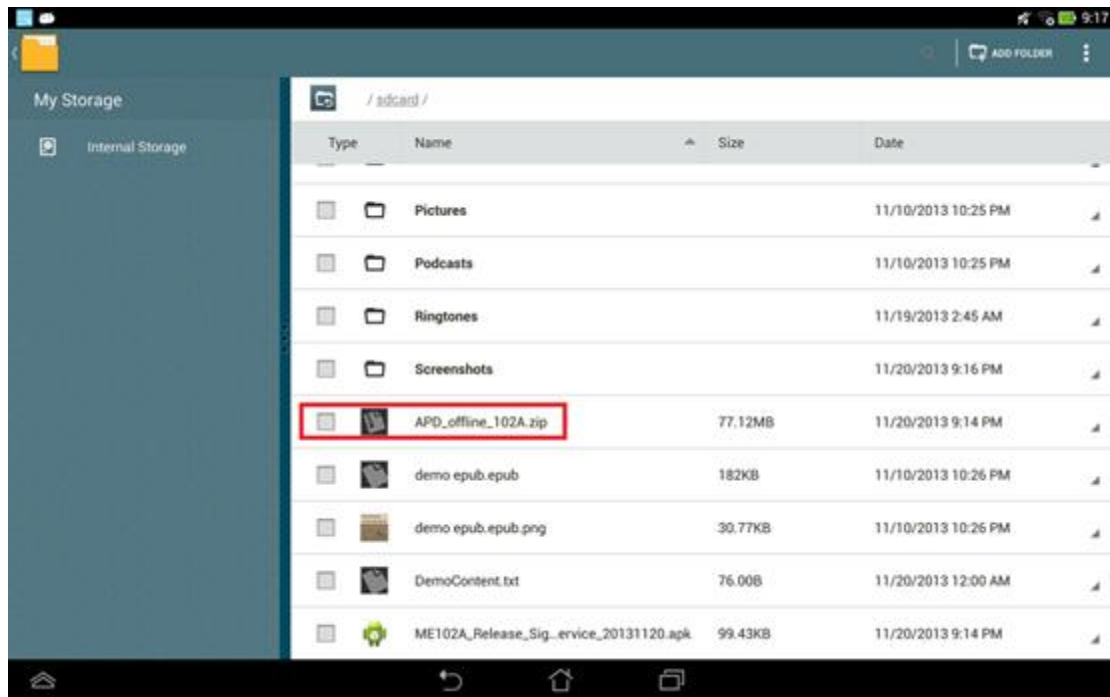 9:17
ADD FOLDER
My Storage
/ sdcard /
Internal Storage
Type Name Size Date
Pictures 11/10/2013 10:25 PM
Podcasts 11/10/2013 10:25 PM
Ringtones 11/19/2013 2:45 AM
Screenshots 11/20/2013 9:16 PM
APD_offline_102A.zip 77.12MB 11/20/2013 9:14 PM
demo epub.epub 182KB 11/10/2013 10:26 PM
demo epub.epub.png 30.77KB 11/10/2013 10:26 PM
DemoContent.txt 76.00B 11/20/2013 12:00 AM
ME102A_Release_Sig...ervice_20131120.apk 99.43KB 11/20/2013 9:14 PM